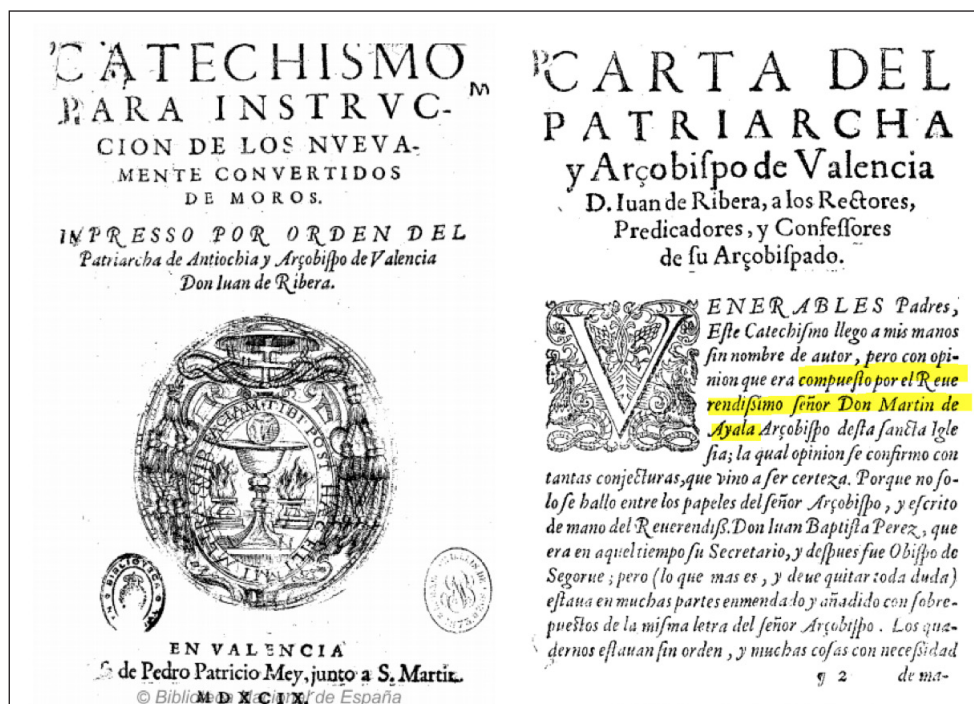 CATECHISMO
PARA INSTRVC-
CION DE LOS NVEVA-
MENTE CONVERTIDOS
DE MOROS.
IMPRESSO POR ORDEN DEL
Patriarcha de Antiochia y Arçobiſpo de Valencia
Don Iuan de Ribera.
EN VALENCIA
de Pedro Patricio Mey, junto a S. Martin.
MDXCIX.
© Biblioteca Nacional de España
CARTA DEL
PATRIARCHA
y Arçobiſpo de Valencia
D. Iuan de Ribera, a los Rectores,
Predicadores, y Confeſſores
de ſu Arçobiſpado.
VENERABLES Padres,
Eſte Catechiſmo llego a mis manos
ſin nombre de autor, pero con opi-
nion que era compueſto por el Reue
rendiſsimo ſeñor Don Martin de
Ayala Arçobiſpo deſta ſancta Igle
ſia; la qual opinion ſe confirmo con
tantas conjecturas, que vino a ſer certeza. Porque no ſo-
lo ſe hallo entre los papeles del ſeñor Arçobiſpo, y eſcrito
de mano del Reuerendiſs. Don Iuan Baptiſta Perez, que
era en aquel tiempo ſu Secretario, y deſpues fue Obiſpo de
Segorue; pero (lo que mas es, y deue quitar toda duda)
eſtaua en muchas partes enmendado y añadido con ſobre-
pueſtos de la miſma letra del ſeñor Arçobiſpo. Los qua-
dernos eſtauan ſin orden, y muchas coſas con neceſsidad
¶ 2 de ma-